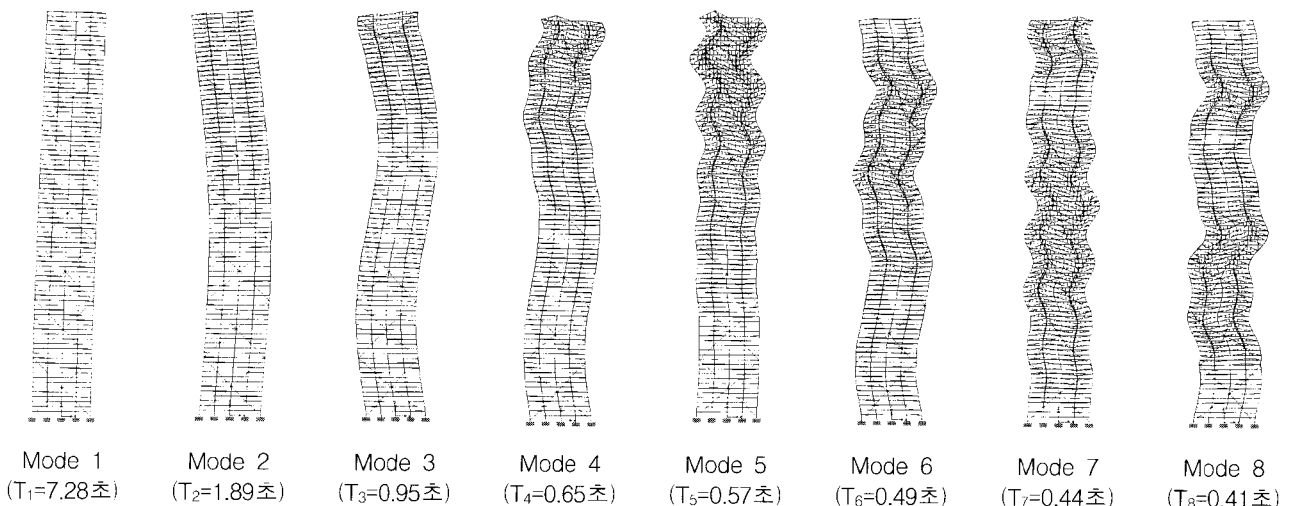 Mode 1
(T₁=7.28초)
Mode 2
(T₂=1.89초)
Mode 3
(T₃=0.95초)
Mode 4
(T₄=0.65초)
Mode 5
(T₅=0.57초)
Mode 6
(T₆=0.49초)
Mode 7
(T₇=0.44초)
Mode 8
(T₈=0.41초)